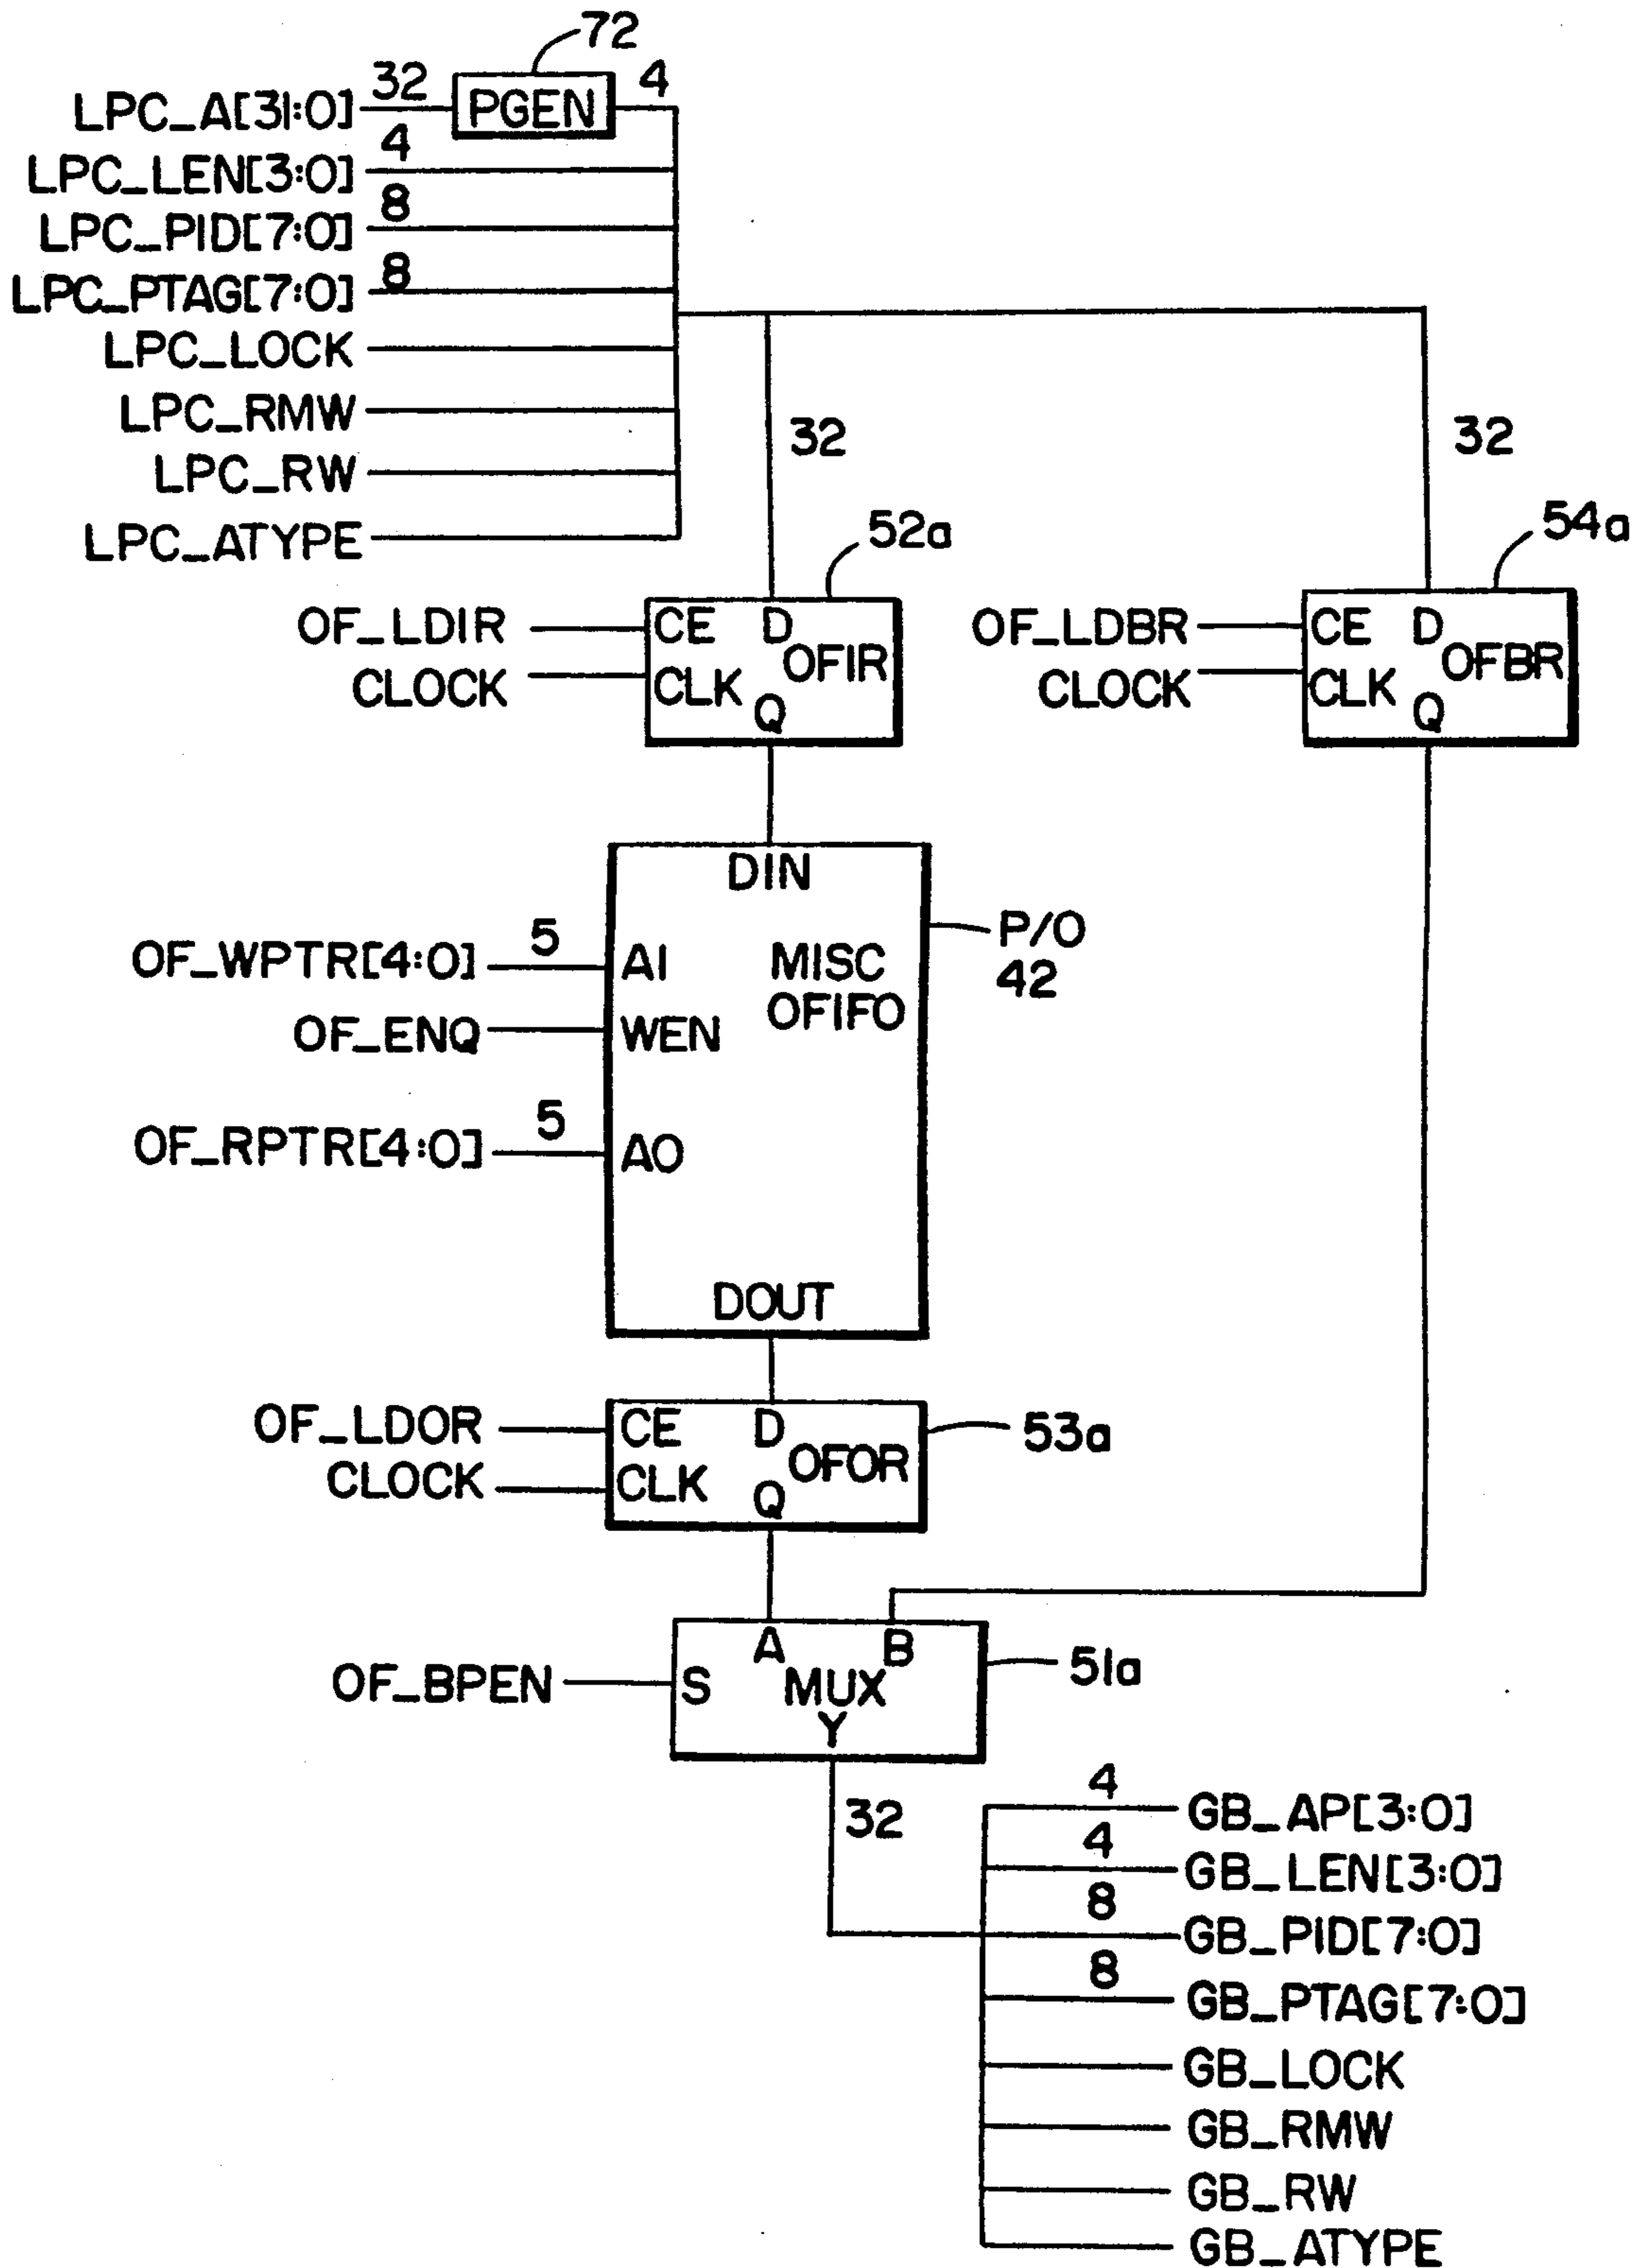 72
LPC_A[31:0] 32 PGEN 4
LPC_LEN[3:0] 4
LPC_PID[7:0] 8
LPC_PTAG[7:0] 8
LPC_LOCK
LPC_RMW
LPC_RW
LPC_ATYPE
32
32
52a
54a
OF_LDIR CE D
CLOCK CLK OFIR
Q
OF_LDBR CE D
CLOCK CLK OFBR
Q
DIN
OF_WPTR[4:0] 5 AI
MISC
OFIFO
P/O
42
OF_ENQ WEN
OF_RPTR[4:0] 5 AO
DOUT
OF_LDOR CE D
CLOCK CLK OFOR
Q
53a
A B
OF_BPEN S MUX
Y
51a
32
4 GB_AP[3:0]
4 GB_LEN[3:0]
8 GB_PID[7:0]
8 GB_PTAG[7:0]
GB_LOCK
GB_RMW
GB_RW
GB_ATYPE